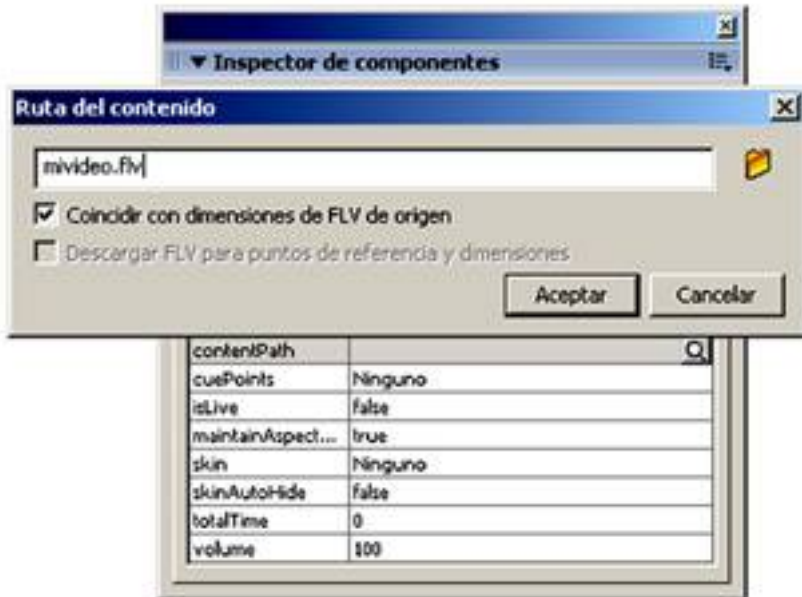 Inspector de componentes
Ruta del contenido
mivideo.flv
Coincidir con dimensiones de FLV de origen
Descargar FLV para puntos de referencia y dimensiones
Aceptar Cancelar
contentPath
cuePoints Ninguno
isLive false
maintainAspect... true
skin Ninguno
skinAutoHide false
totalTime 0
volume 100